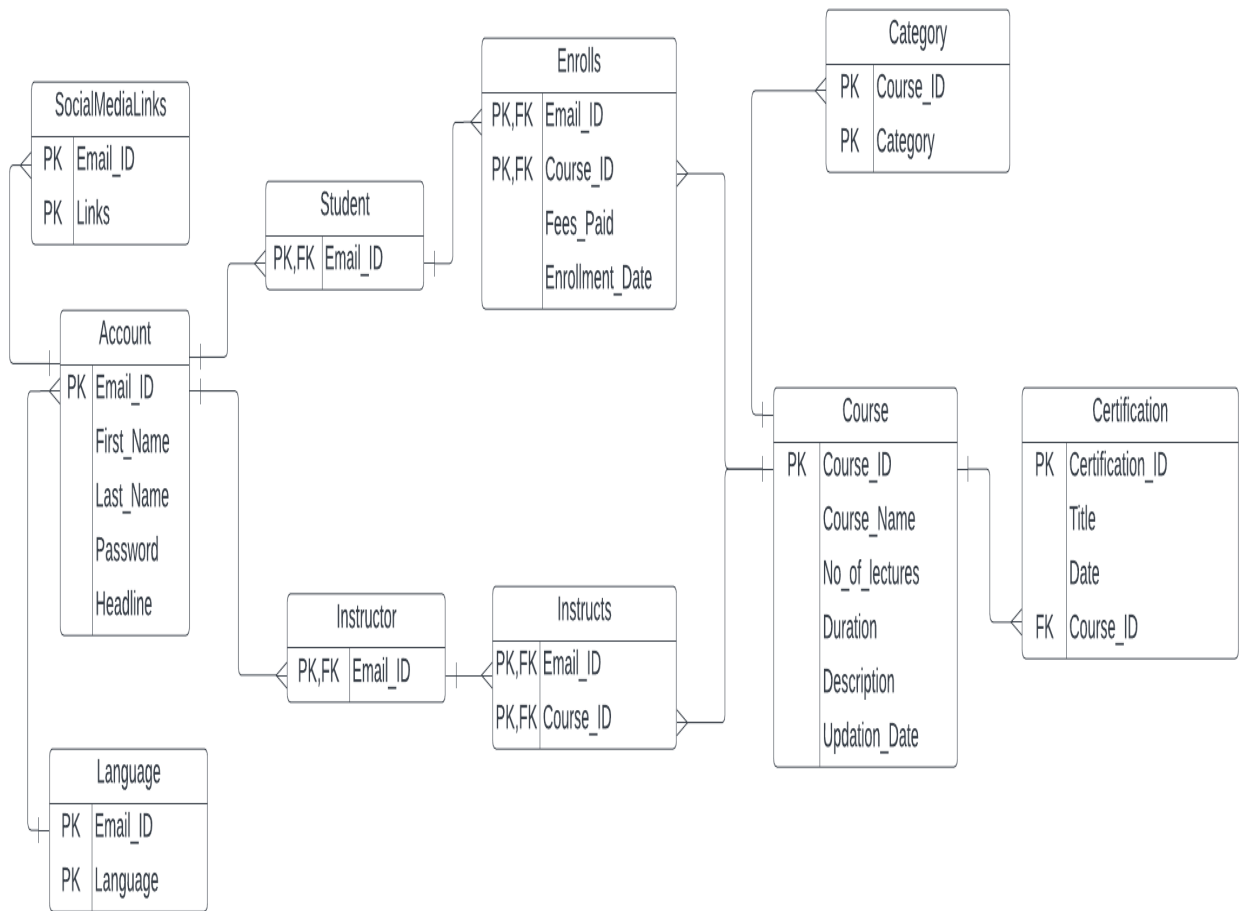 SocialMediaLinks
PK Email_ID
PK Links
Account
PK Email_ID
First_Name
Last_Name
Password
Headline
Language
PK Email_ID
PK Language
Student
PK,FK Email_ID
Instructor
PK,FK Email_ID
Enrolls
PK,FK Email_ID
PK,FK Course_ID
Fees_Paid
Enrollment_Date
Instructs
PK,FK Email_ID
PK,FK Course_ID
Category
PK Course_ID
PK Category
Course
PK Course_ID
Course_Name
No_of_lectures
Duration
Description
Updation_Date
Certification
PK Certification_ID
Title
Date
FK Course_ID